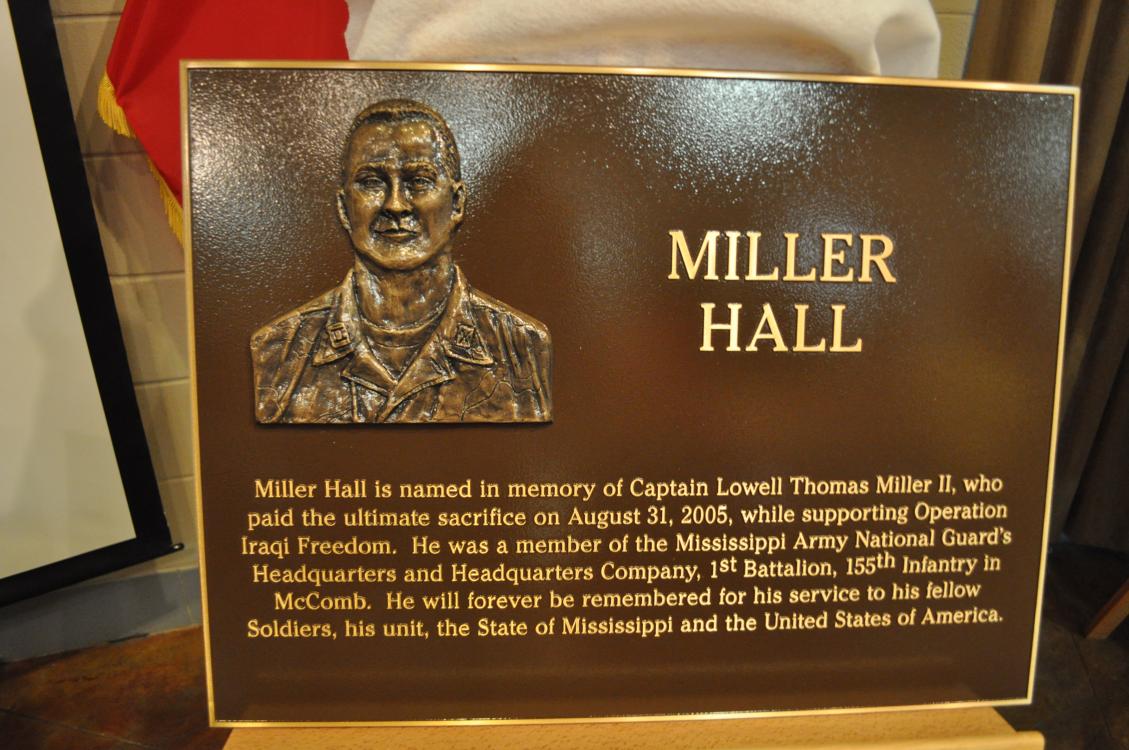 MILLER
HALL
Miller Hall is named in memory of Captain Lowell Thomas Miller II, who
paid the ultimate sacrifice on August 31, 2005, while supporting Operation
Iraqi Freedom. He was a member of the Mississippi Army National Guard's
Headquarters and Headquarters Company, 1st Battalion, 155th Infantry in
McComb. He will forever be remembered for his service to his fellow
Soldiers, his unit, the State of Mississippi and the United States of America.